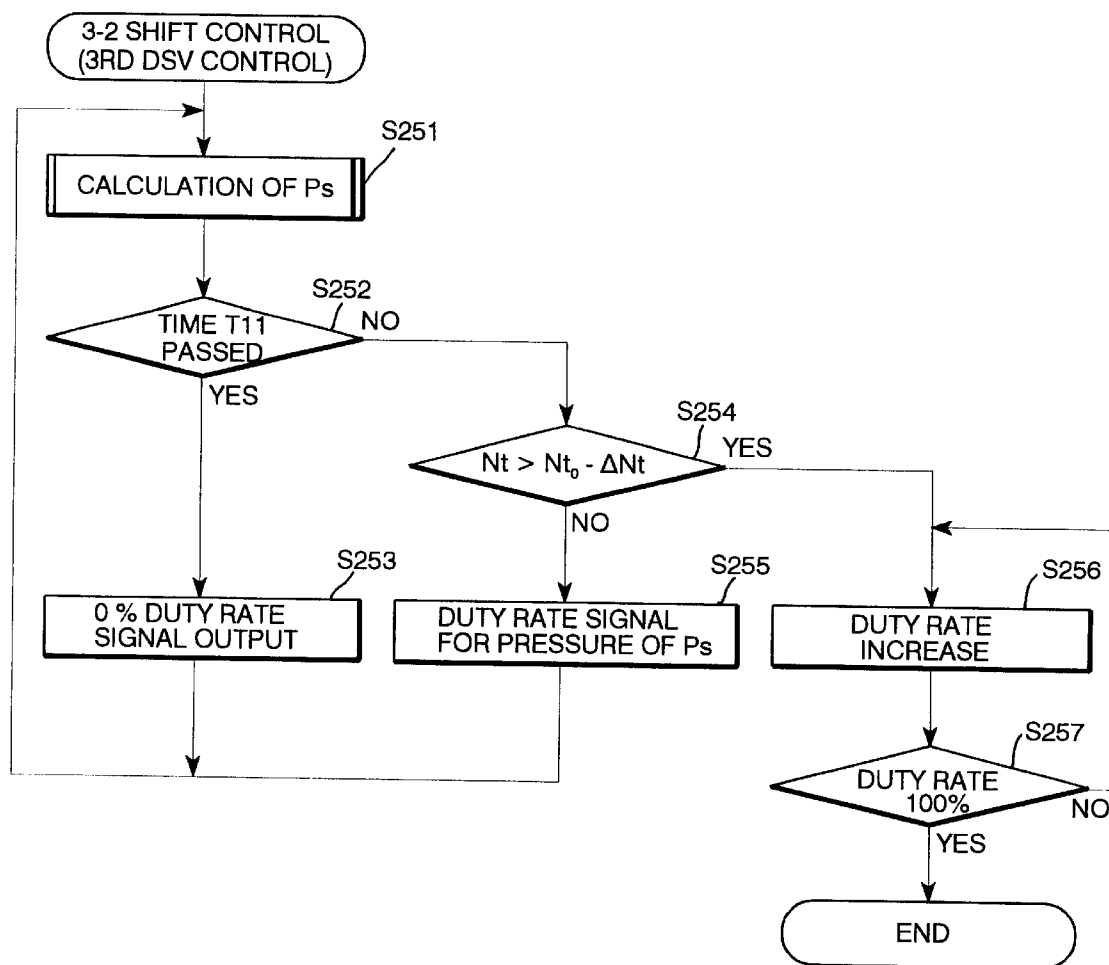 3-2 SHIFT CONTROL
(3RD DSV CONTROL)
S251
CALCULATION OF Ps
S252
TIME T11
PASSED
NO
YES
S254
Nt > Nt₀ - ΔNt
YES
NO
S253
0 % DUTY RATE
SIGNAL OUTPUT
S255
DUTY RATE SIGNAL
FOR PRESSURE OF Ps
S256
DUTY RATE
INCREASE
S257
DUTY RATE
100%
NO
YES
END